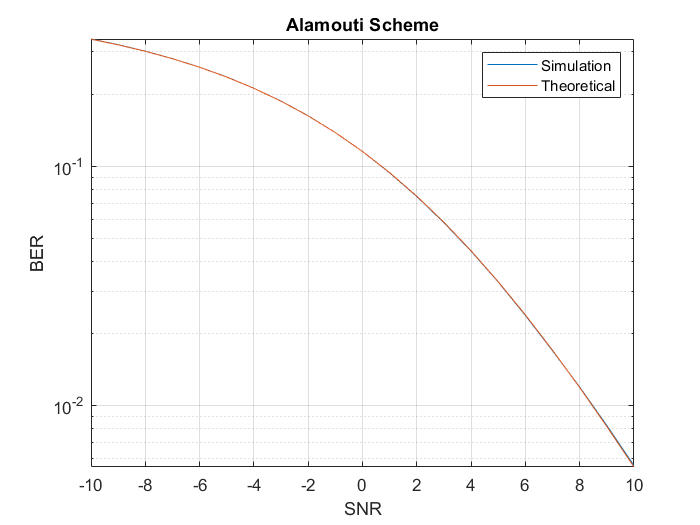 Alamouti Scheme
Simulation
Theoretical
10^-1
10^-2
BER
-10 -8 -6 -4 -2 0 2 4 6 8 10
SNR